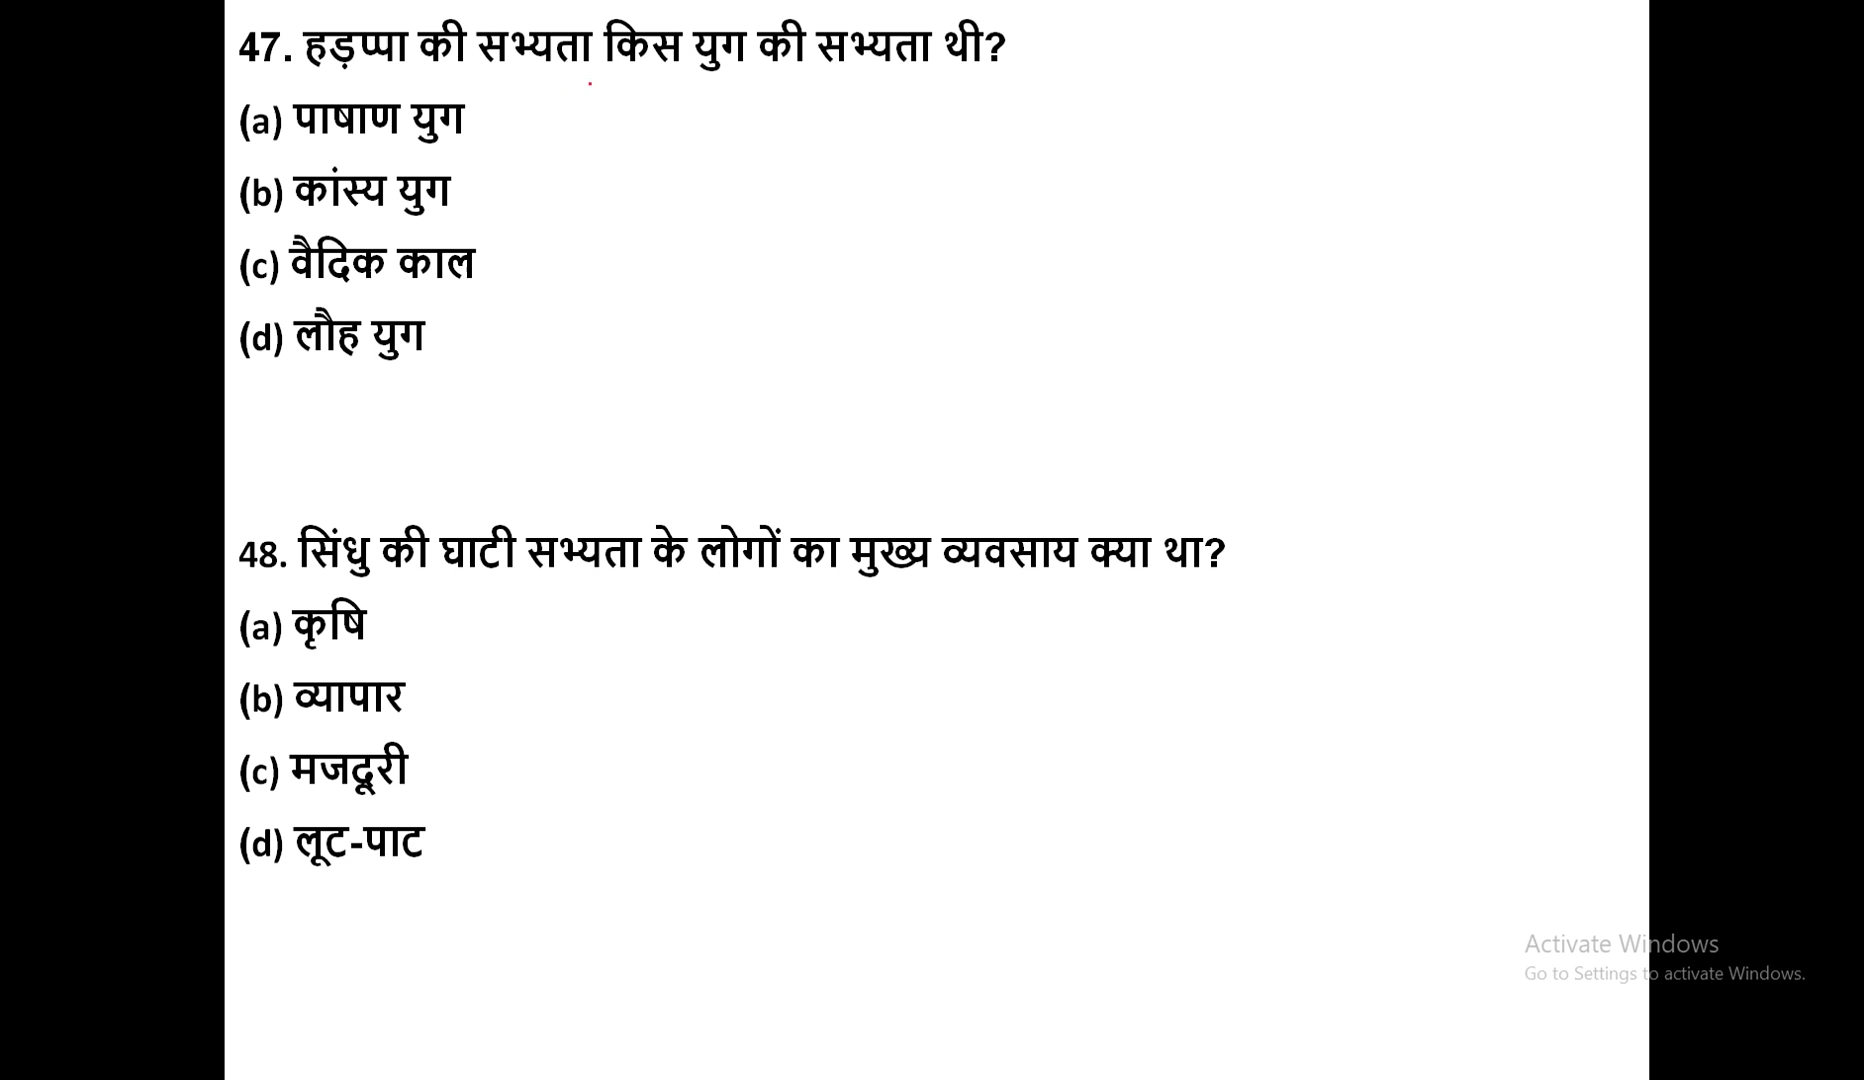 47. हड़प्पा की सभ्यता किस युग की सभ्यता थी?
(a) पाषाण युग
(b) कांस्य युग
(c) वैदिक काल
(d) लौह युग
48. सिंधु की घाटी सभ्यता के लोगों का मुख्य व्यवसाय क्या था?
(a) कृषि
(b) व्यापार
(c) मजदूरी
(d) लूट-पाट
Activate Windows
Go to Settings to activate Windows.